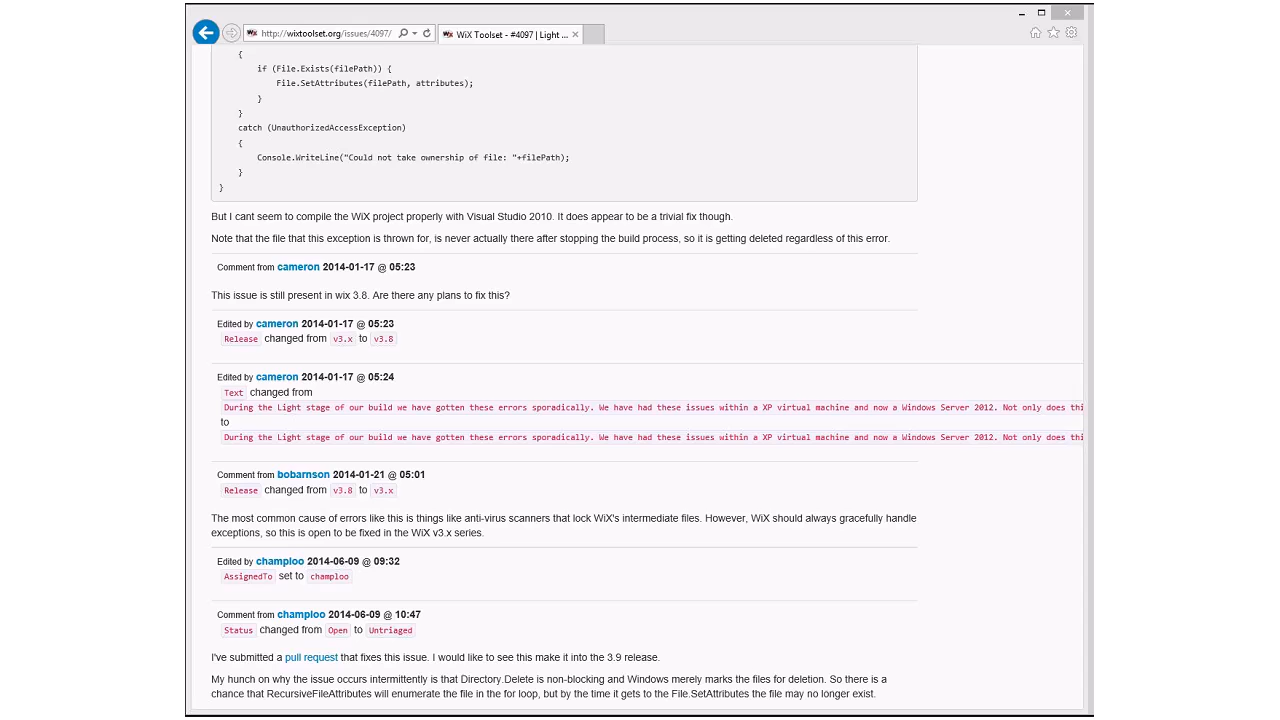 http://wixtoolset.org/issues/4097/
WiX Toolset - #4097 | Light ...
{
if (File.Exists(filePath)) {
File.SetAttributes(filePath, attributes);
}
}
catch (UnauthorizedAccessException)
{
Console.WriteLine("Could not take ownership of file: "+filePath);
}
}
But I cant seem to compile the WiX project properly with Visual Studio 2010. It does appear to be a trivial fix though.
Note that the file that this exception is thrown for, is never actually there after stopping the build process, so it is getting deleted regardless of this error.
Comment from cameron 2014-01-17 @ 05:23
This issue is still present in wix 3.8. Are there any plans to fix this?
Edited by cameron 2014-01-17 @ 05:23
Release changed from v3.x to v3.8
Edited by cameron 2014-01-17 @ 05:24
Text changed from
During the Light stage of our build we have gotten these errors sporadically. We have had these issues within a XP virtual machine and now a Windows Server 2012. Not only does thi
to
During the Light stage of our build we have gotten these errors sporadically. We have had these issues within a XP virtual machine and now a Windows Server 2012. Not only does thi
Comment from bobarnson 2014-01-21 @ 05:01
Release changed from v3.8 to v3.x
The most common cause of errors like this is things like anti-virus scanners that lock WiX's intermediate files. However, WiX should always gracefully handle
exceptions, so this is open to be fixed in the WiX v3.x series.
Edited by champloo 2014-06-09 @ 09:32
AssignedTo set to champloo
Comment from champloo 2014-06-09 @ 10:47
Status changed from Open to Untriaged
I've submitted a pull request that fixes this issue. I would like to see this make it into the 3.9 release.
My hunch on why the issue occurs intermittently is that Directory.Delete is non-blocking and Windows merely marks the files for deletion. So there is a
chance that RecursiveFileAttributes will enumerate the file in the for loop, but by the time it gets to the File.SetAttributes the file may no longer exist.